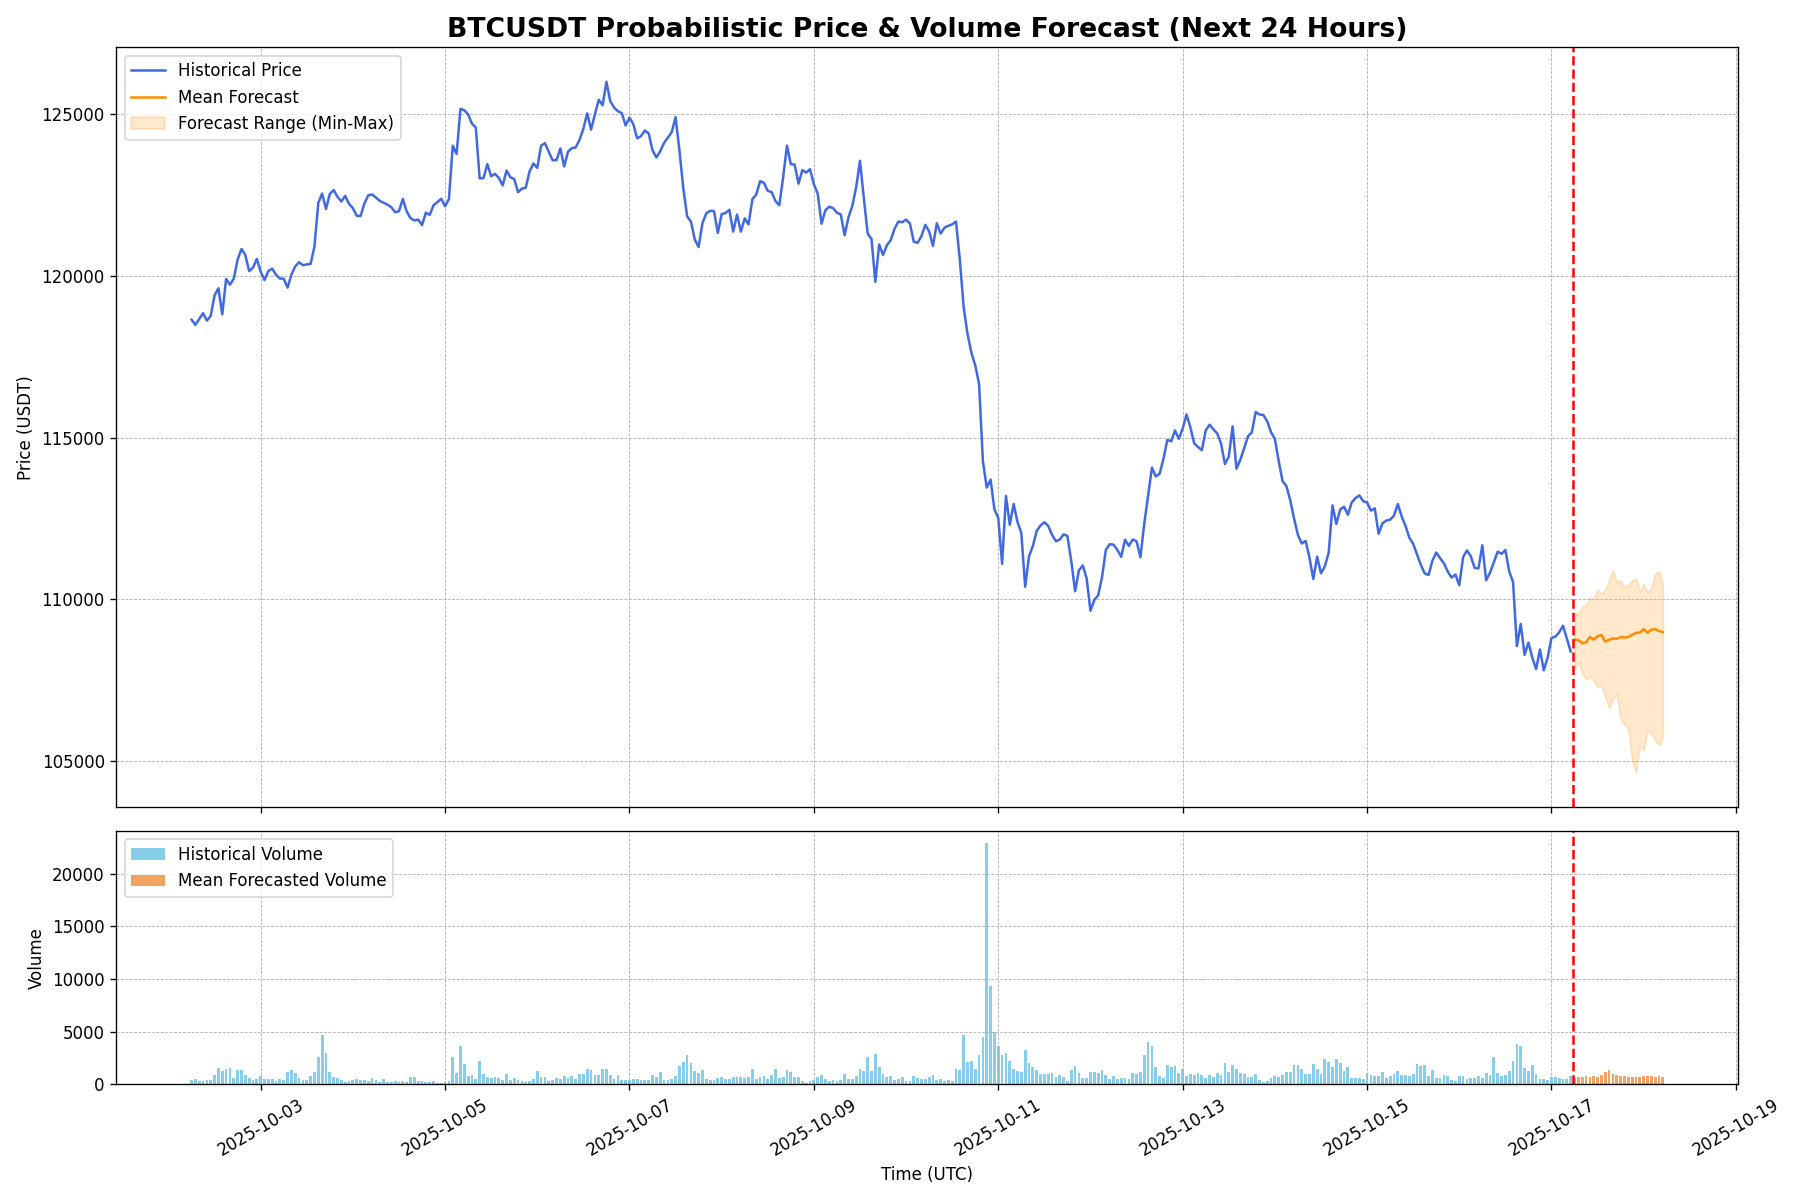 BTCUSDT Probabilistic Price & Volume Forecast (Next 24 Hours)
Historical Price
Mean Forecast
Forecast Range (Min-Max)
125000
120000
115000
110000
105000
Price (USDT)
Historical Volume
Mean Forecasted Volume
20000
15000
10000
5000
0
Volume
2025-10-03
2025-10-05
2025-10-07
2025-10-09
2025-10-11
2025-10-13
2025-10-15
2025-10-17
2025-10-19
Time (UTC)